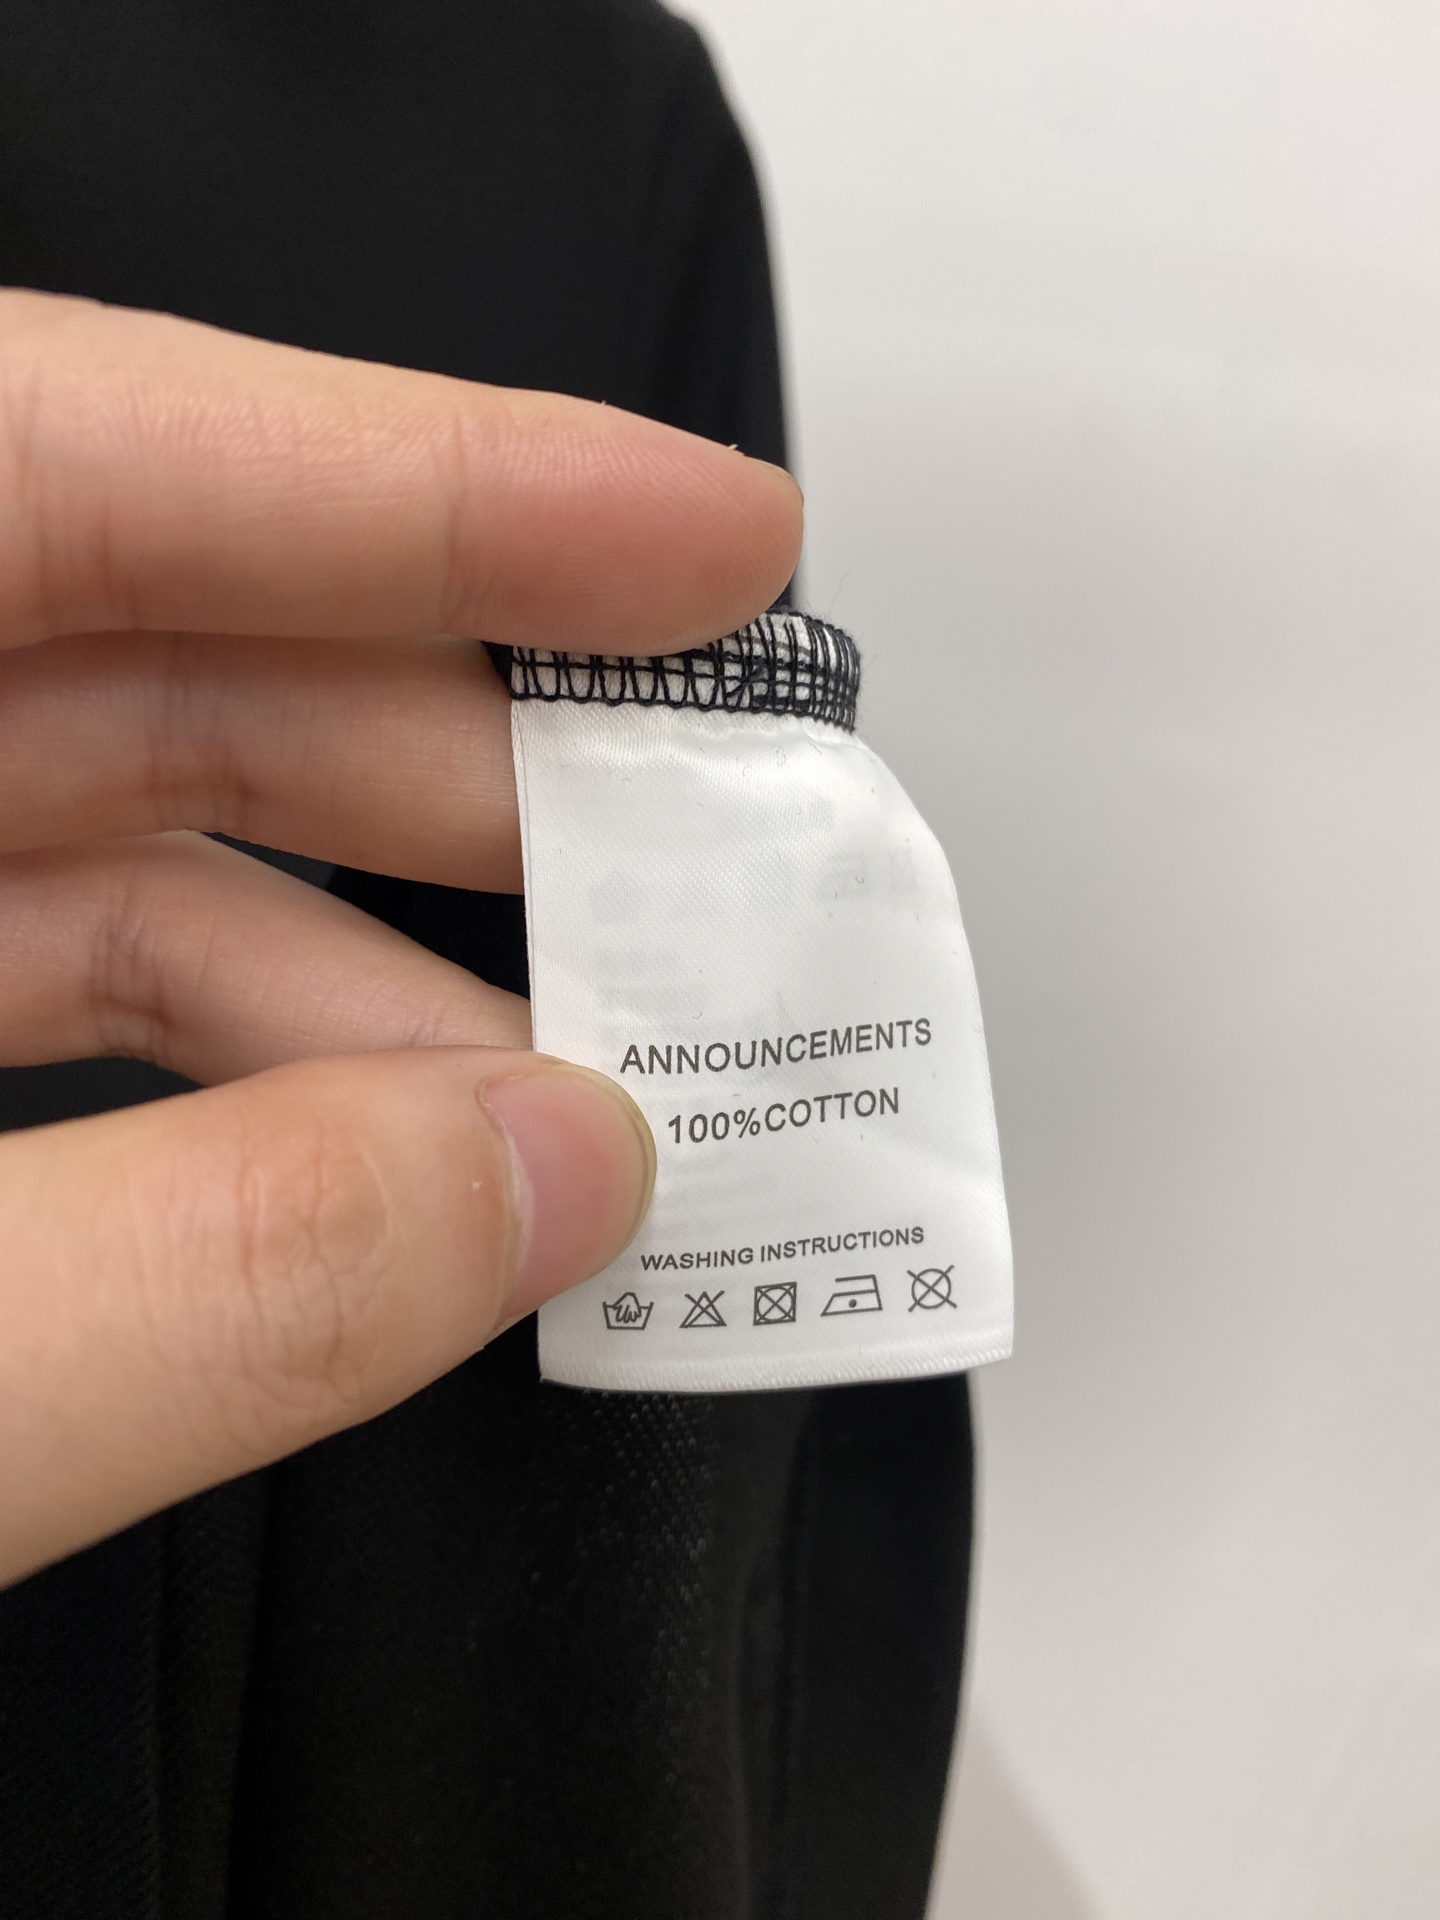 ANNOUNCEMENTS
100%COTTON
WASHING INSTRUCTIONS